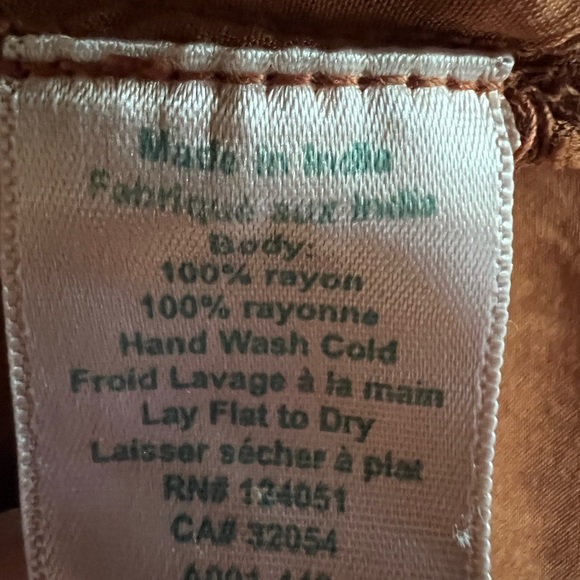 Made in India
Fabriqué aux India
Body:
100% rayon
100% rayonne
Hand Wash Cold
Froid Lavage à la main
Lay Flat to Dry
Laisser sécher à plat
RN# 124051
CA# 32054